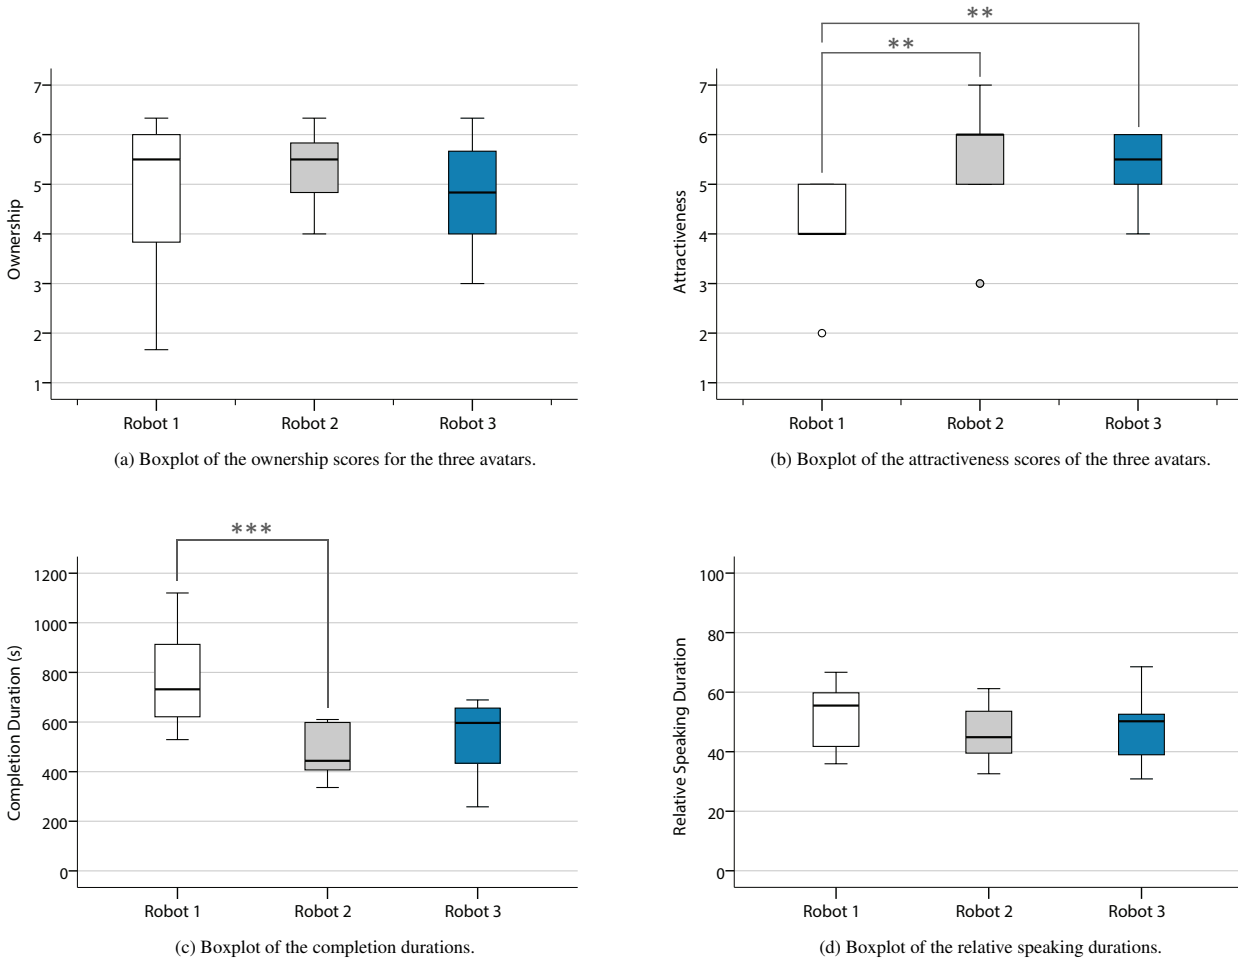 7
6
5
4
3
2
1
Ownership
Robot 1 Robot 2 Robot 3
(a) Boxplot of the ownership scores for the three avatars.
**
**
7
6
5
4
3
2
1
Attractiveness
Robot 1 Robot 2 Robot 3
(b) Boxplot of the attractiveness scores of the three avatars.
***
1200
1000
800
600
400
200
0
Completion Duration (s)
Robot 1 Robot 2 Robot 3
(c) Boxplot of the completion durations.
100
80
60
40
20
0
Relative Speaking Duration
Robot 1 Robot 2 Robot 3
(d) Boxplot of the relative speaking durations.